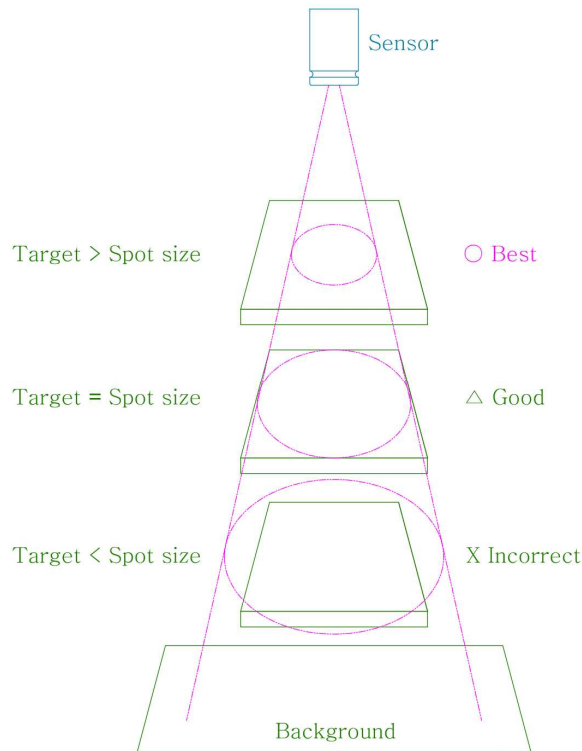 Sensor
Target > Spot size
○ Best
Target = Spot size
△ Good
Target < Spot size
X Incorrect
Background